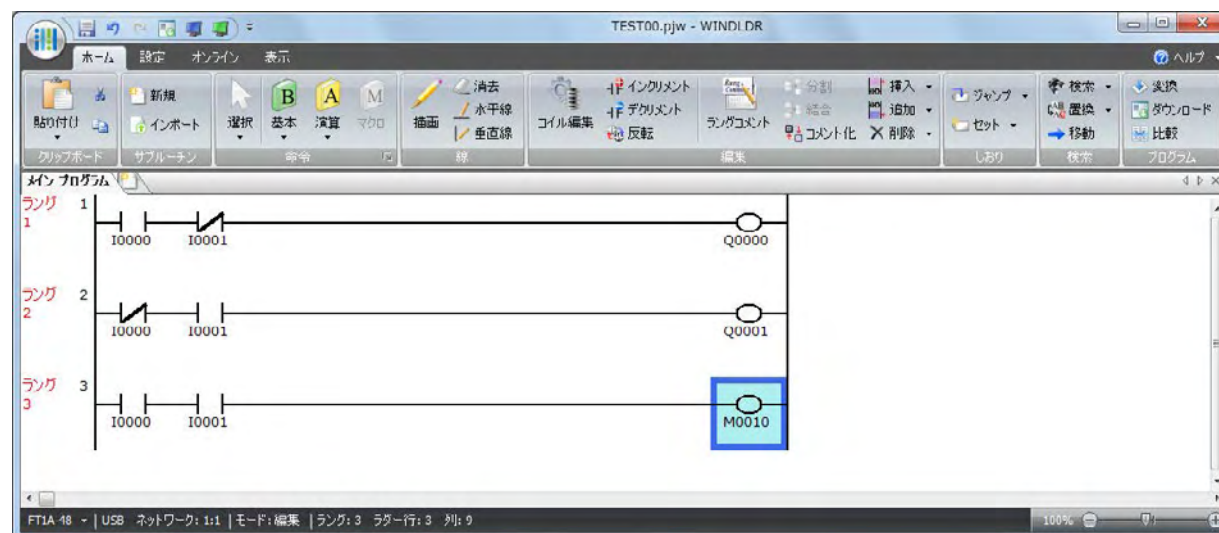 TEST00.pjw - WINDLDR
ホーム 設定 オンライン 表示 ヘルプ
貼り付け 新規 インポート 選択 B 基本 A 演算 M マクロ 描画 消去 水平線 垂直線 コイル編集 インクリメント デクリメント 反転 ラングコメント 分割 結合 コメント化 挿入 追加 削除 ジャンプ セット 検索 置換 移動 変換 ダウンロード 比較
クリップボード サブルーチン 命令 線 編集 しおり 検索 プログラム
メイン プログラム
ラング 1 1
I0000 I0001 Q0000
ラング 2 2
I0000 I0001 Q0001
ラング 3 3
I0000 I0001 M0010
FT1A-48 USB ネットワーク: 1:1 モード: 編集 ラング: 3 ラダー行: 3 列: 9 100%